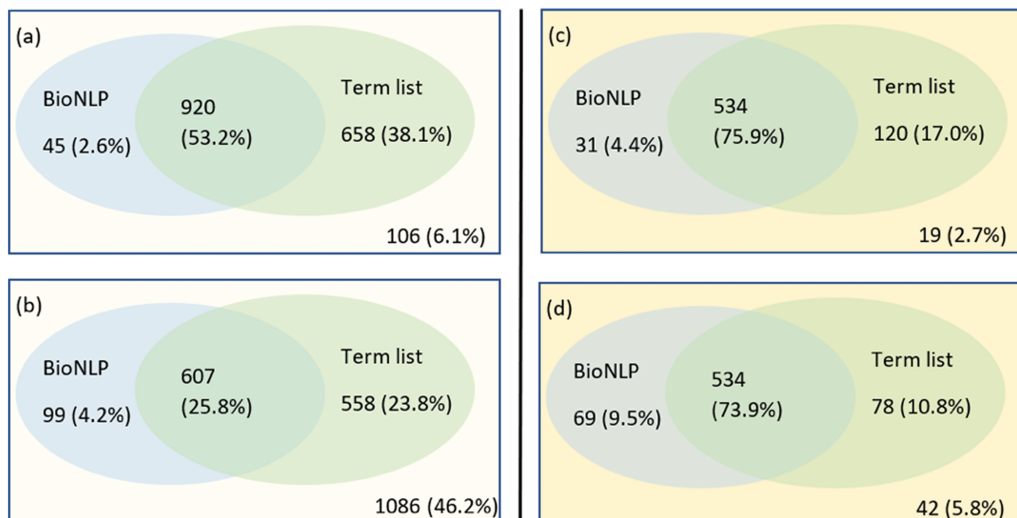 (a)
BioNLP
45 (2.6%)
920
(53.2%)
Term list
658 (38.1%)
106 (6.1%)
(b)
BioNLP
99 (4.2%)
607
(25.8%)
Term list
558 (23.8%)
1086 (46.2%)
(c)
BioNLP
31 (4.4%)
534
(75.9%)
Term list
120 (17.0%)
19 (2.7%)
(d)
BioNLP
69 (9.5%)
534
(73.9%)
Term list
78 (10.8%)
42 (5.8%)